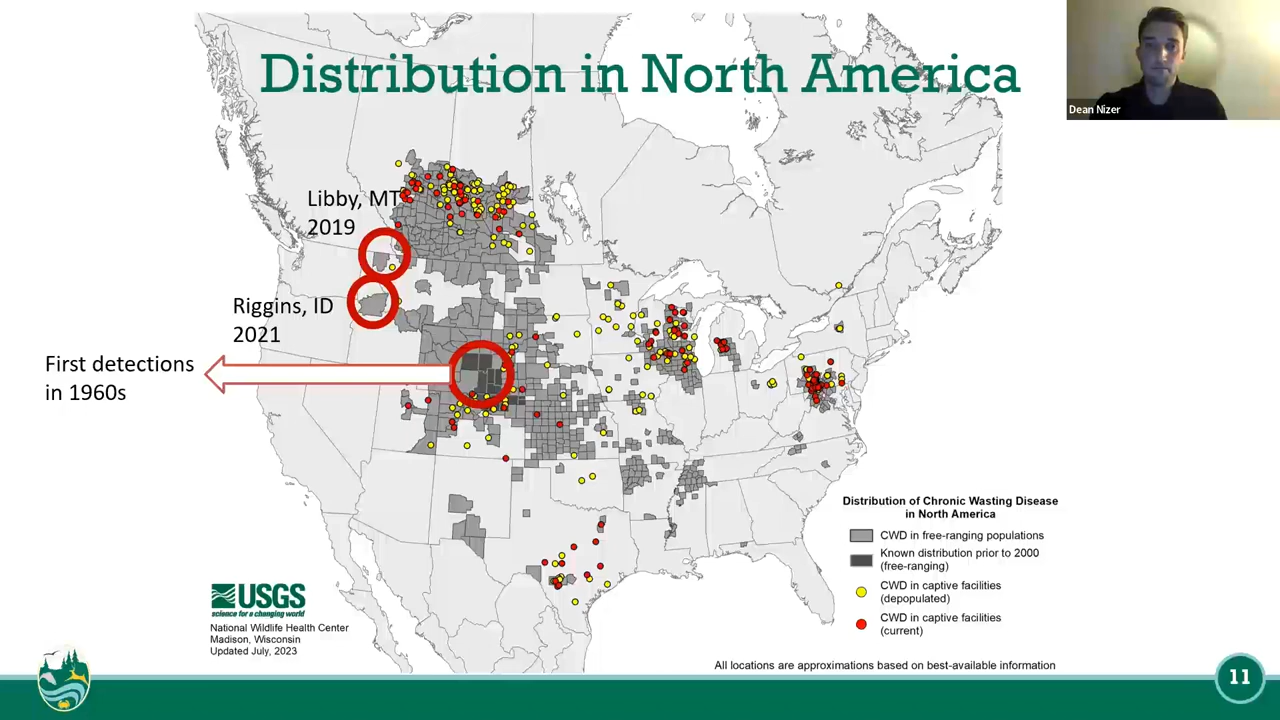 Distribution in North America
Dean Nizer
Libby, MT
2019
Riggins, ID
2021
First detections
in 1960s
Distribution of Chronic Wasting Disease
in North America
CWD in free-ranging populations
Known distribution prior to 2000
(free-ranging)
CWD in captive facilities
(depopulated)
CWD in captive facilities
(current)
USGS
science for a changing world
National Wildlife Health Center
Madison, Wisconsin
Updated July, 2023
All locations are approximations based on best-available information
11